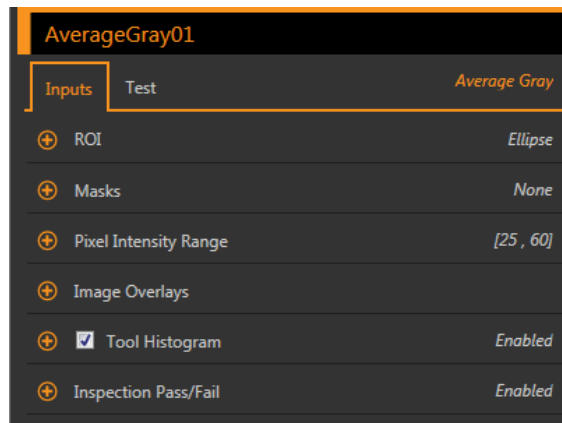 AverageGray01
Inputs Test Average Gray
ROI Ellipse
Masks None
Pixel Intensity Range [25 , 60]
Image Overlays
Tool Histogram Enabled
Inspection Pass/Fail Enabled